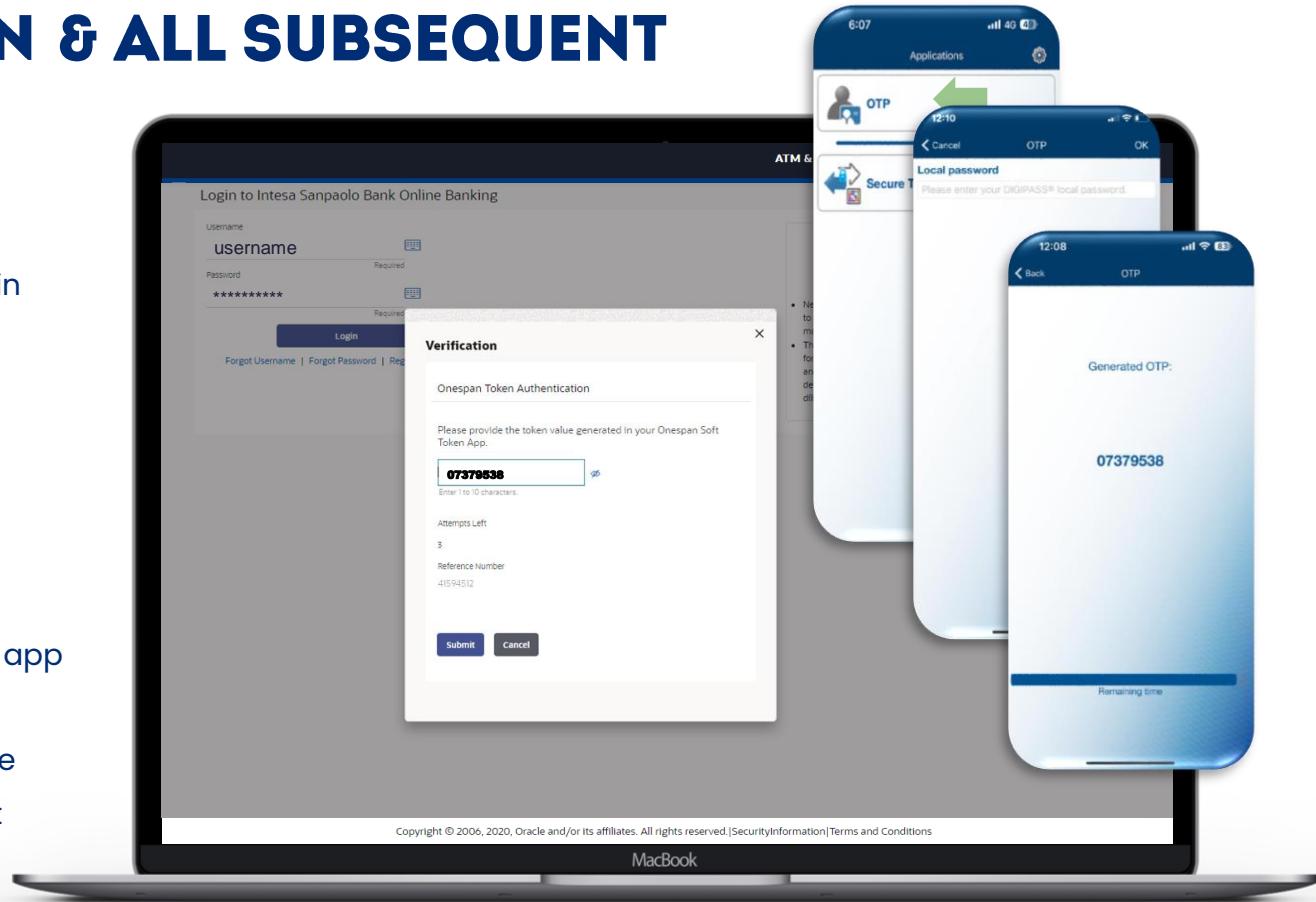 N & ALL SUBSEQUENT
in
app
ATM &
Login to Intesa Sanpaolo Bank Online Banking
Username
username
Required
Password
**********
Required
Login
Forgot Username | Forgot Password | Reg
Verification
Onespan Token Authentication
Please provide the token value generated in your Onespan Soft
Token App.
07379538
Enter 1 to 10 characters.
Attempts Left
3
Reference Number
41594512
Submit Cancel
Copyright © 2006, 2020, Oracle and/or its affiliates. All rights reserved.|SecurityInformation|Terms and Conditions
MacBook
6:07 4G
Applications
OTP
Secure T
12:10
Cancel OTP OK
Local password
Please enter your DIGIPASS® local password.
12:08 83
Back OTP
Generated OTP:
07379538
Remaining time